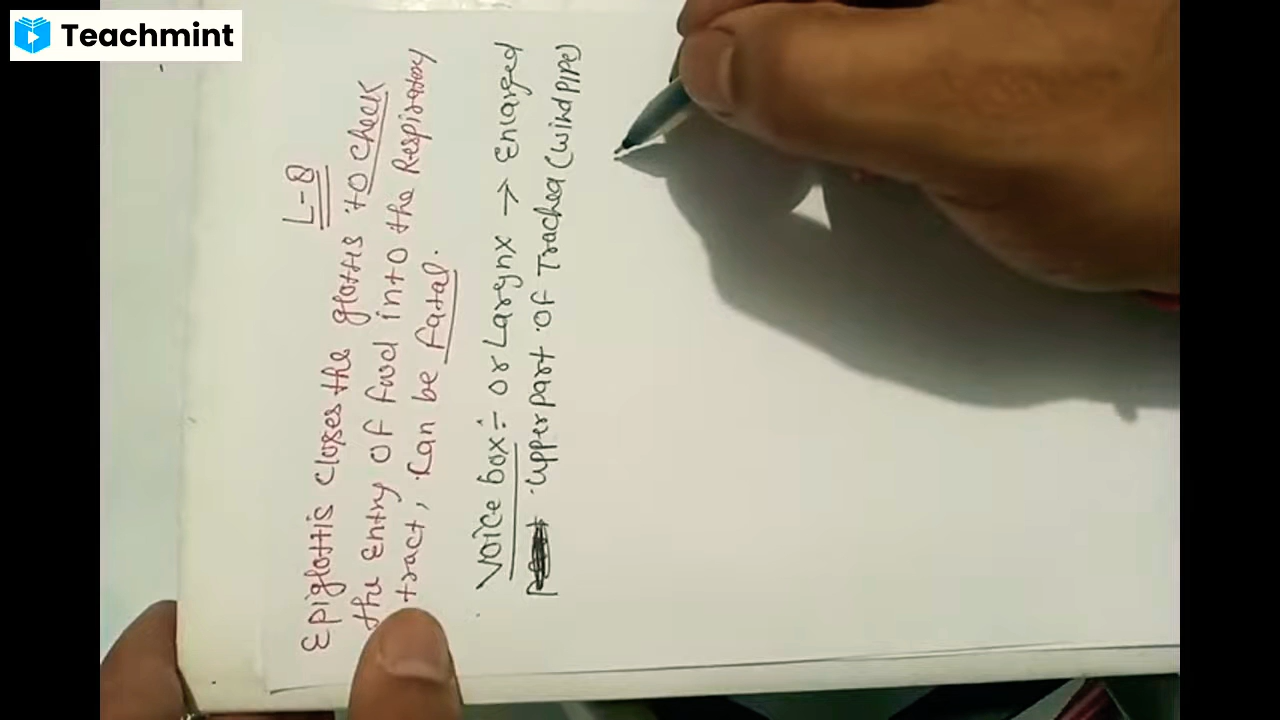 Teachmint
L-8
Epiglottis closes the glottis to check
the Entry of food into the Respiratory
tract, can be fatal.
Voice box:- or Larynx → Enlarged
upper part of Trachea (wind pipe)